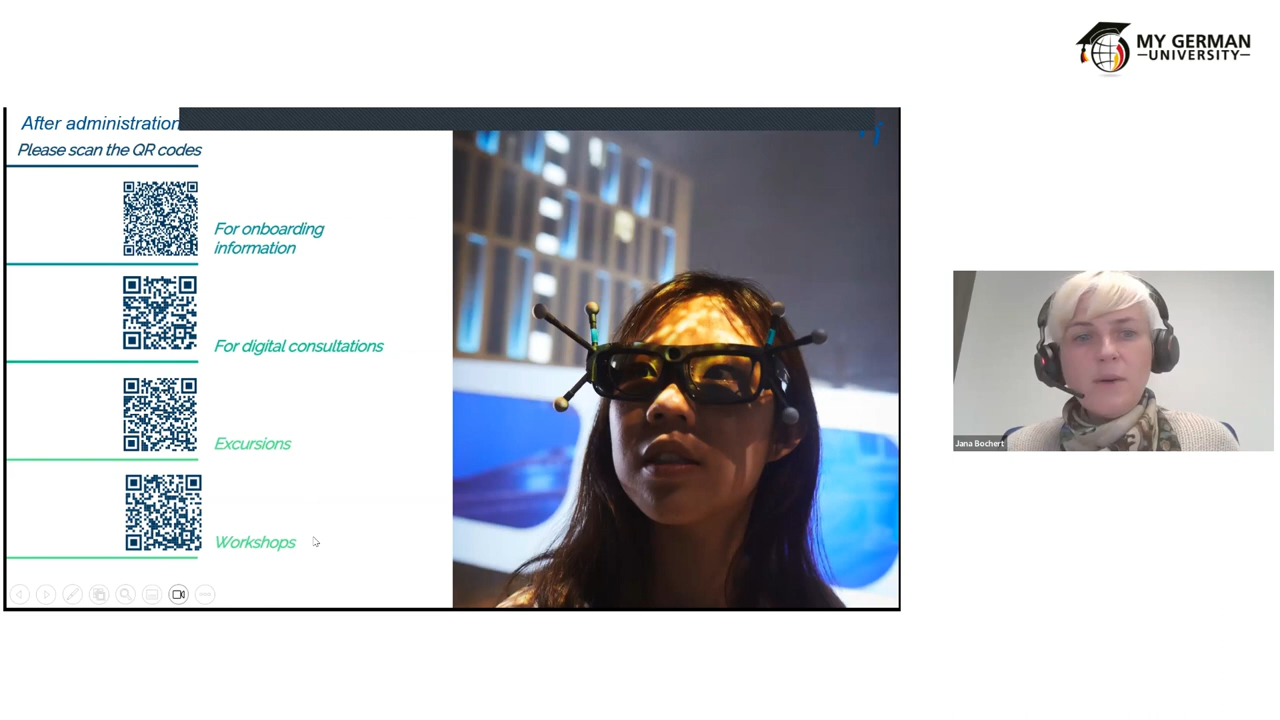 MY GERMAN
UNIVERSITY
After administration
Please scan the QR codes
For onboarding
information
For digital consultations
Excursions
Workshops
Jana Bochert